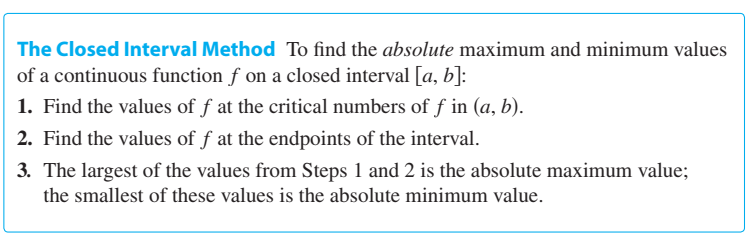 The Closed Interval Method To find the absolute maximum and minimum values
of a continuous function f on a closed interval [a, b]:
1. Find the values of f at the critical numbers of f in (a, b).
2. Find the values of f at the endpoints of the interval.
3. The largest of the values from Steps 1 and 2 is the absolute maximum value;
the smallest of these values is the absolute minimum value.